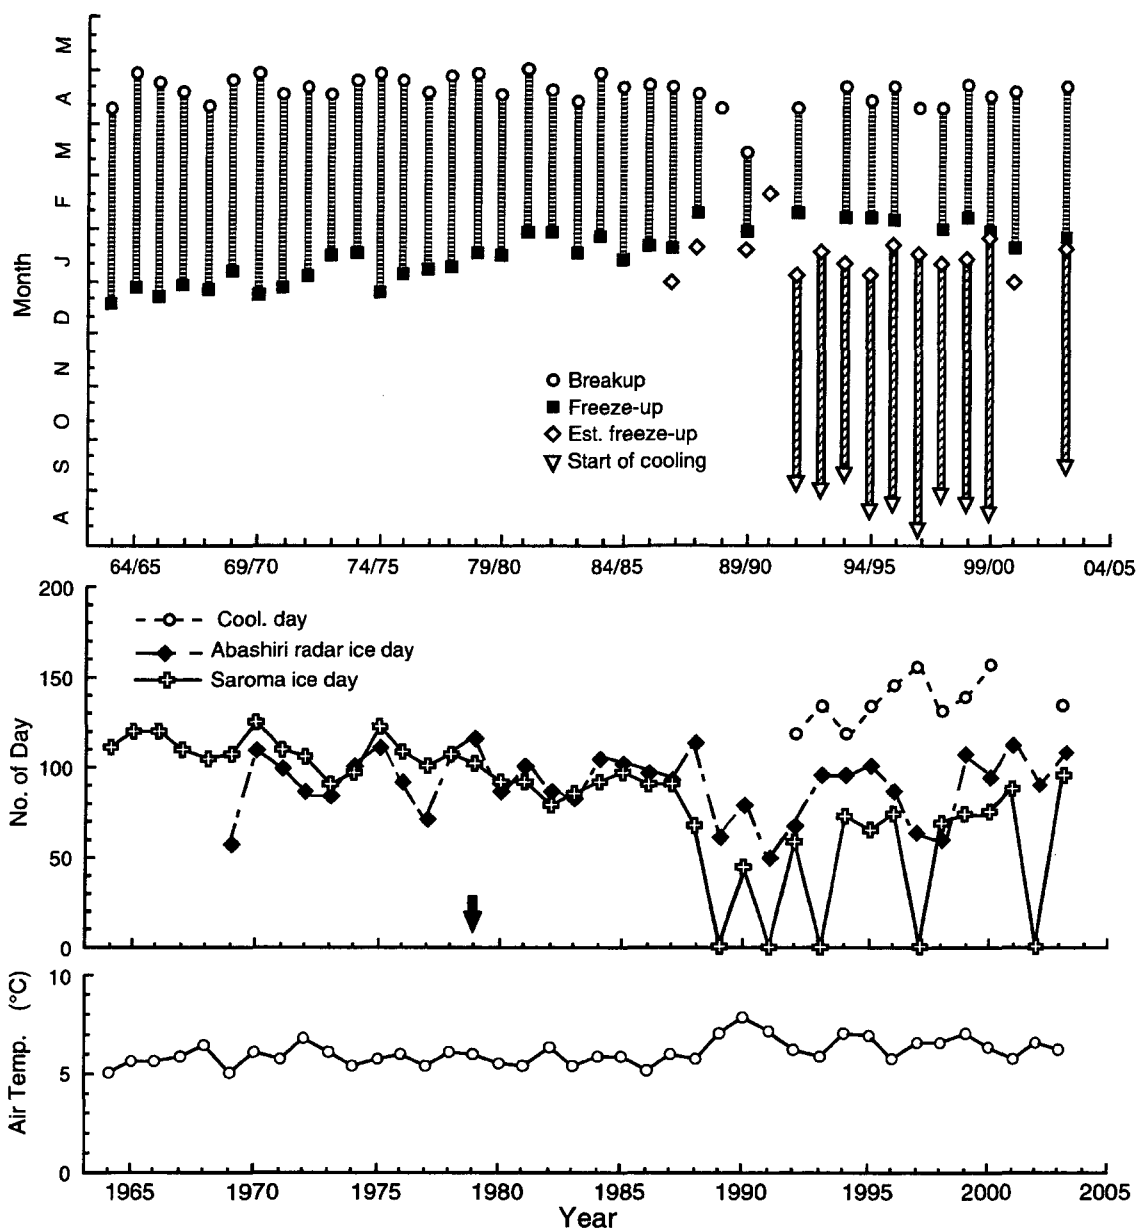 M
A
M
F
J
D
N
O
S
A
Month
Breakup
Freeze-up
Est. freeze-up
Start of cooling
64/65 69/70 74/75 79/80 84/85 89/90 94/95 99/00 04/05
200
150
100
50
0
No. of Day
Cool. day
Abashiri radar ice day
Saroma ice day
10
5
0
Air Temp. (°C)
1965 1970 1975 1980 1985 1990 1995 2000 2005
Year